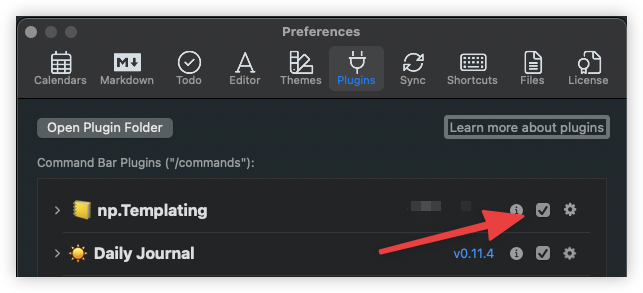 Preferences
Calendars Markdown Todo Editor Themes Plugins Sync Shortcuts Files License
Open Plugin Folder Learn more about plugins
Command Bar Plugins ("/commands"):
np.Templating
Daily Journal v0.11.4